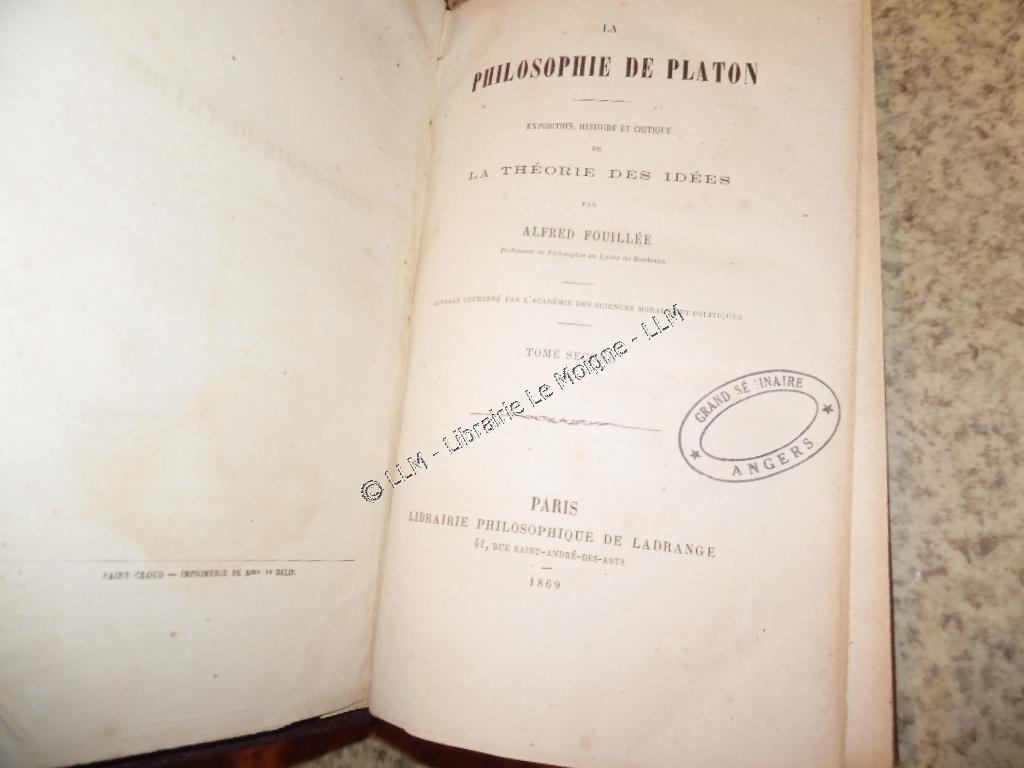 SAINT-CLOUD — IMPRIMERIE DE Mme Ve BELIN.
LA
PHILOSOPHIE DE PLATON
EXPOSITION, HISTOIRE ET CRITIQUE
DE
LA THÉORIE DES IDÉES
PAR
ALFRED FOUILLÉE
Professeur de Philosophie au Lycée de Bordeaux.
OUVRAGE COURONNÉ PAR L'ACADÉMIE DES SCIENCES MORALES ET POLITIQUES
TOME
© LLM - Librairie Le Moigne - LLM
GRAND SÉMINAIRE
ANGERS
PARIS
LIBRAIRIE PHILOSOPHIQUE DE LADRANGE
41, RUE SAINT-ANDRÉ-DES-ARTS
1869